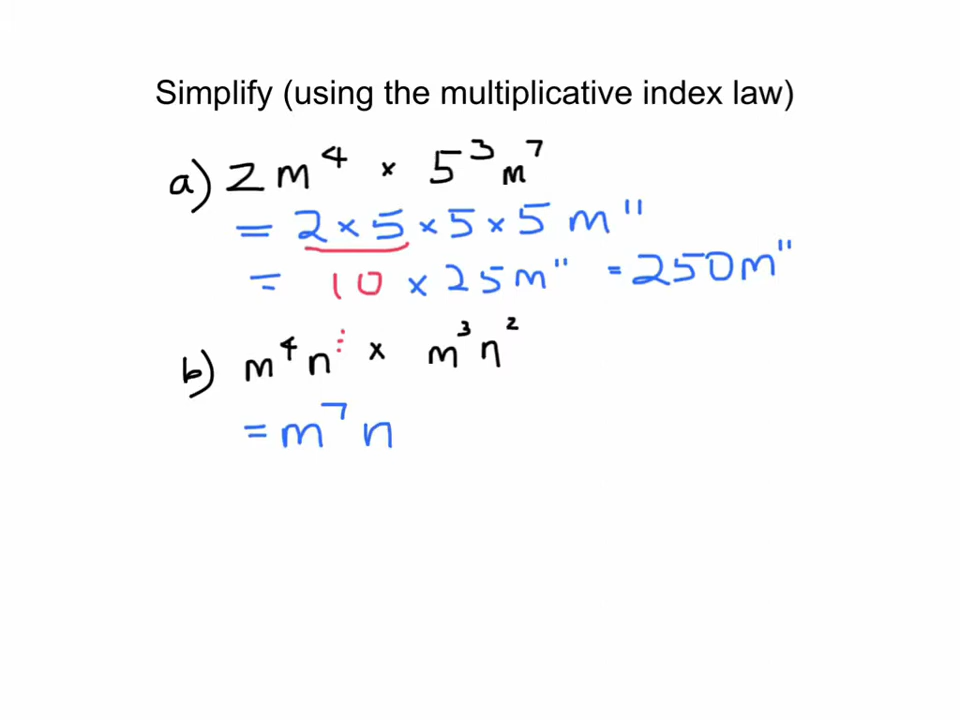 Simplify (using the multiplicative index law)
a) 2m⁴ × 5³m⁷
= 2 × 5 × 5 × 5 m¹¹
= 10 × 25m¹¹ = 250m¹¹
b) m⁴n × m³n²
= m⁷n